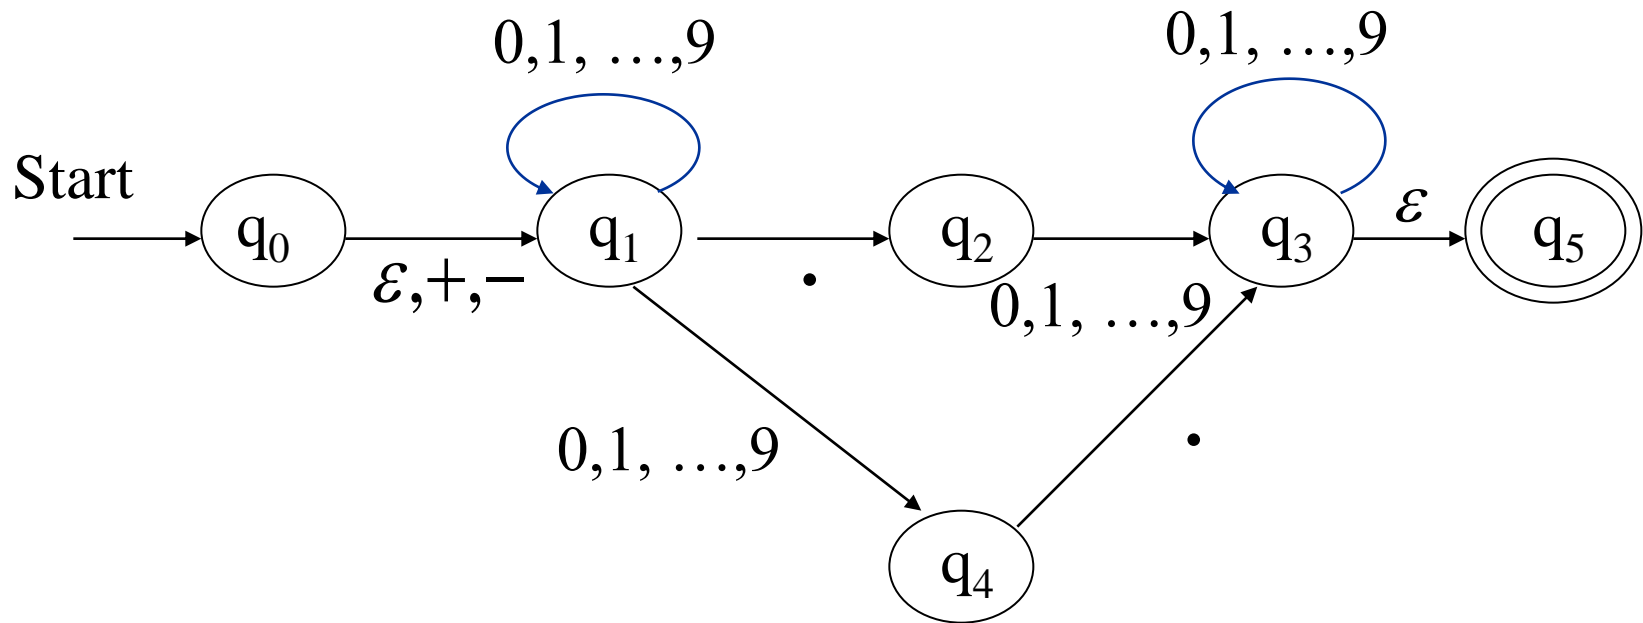 0,1, …,9
0,1, …,9
Start
q₀
ε,+,−
q₁
.
q₂
0,1, …,9
q₃
ε
q₅
0,1, …,9
.
q₄